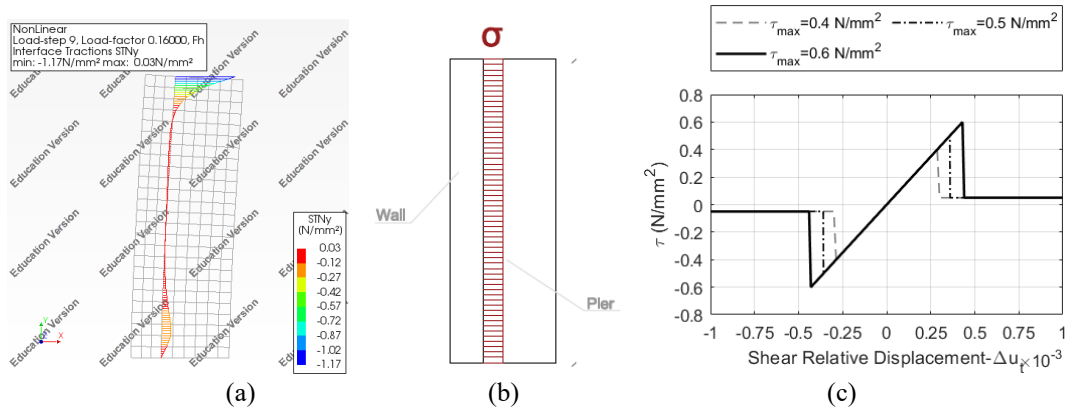 NonLinear
Load-step 9, Load-factor 0.16000, Fh
Interface Tractions STNy
min: -1.17N/mm² max: 0.03N/mm²
Education Version
Education Version
Education Version
Education Version
Education Version
Education Version
Education Version
Education Version
Education Version
Education Version
Education Version
Education Version
Education Version
Education Version
STNy
(N/mm²)
0.03
-0.12
-0.27
-0.42
-0.57
-0.72
-0.87
-1.02
-1.17
Y
X
(a)
σ
Wall
Pier
(b)
τmax=0.4 N/mm²
τmax=0.5 N/mm²
τmax=0.6 N/mm²
0.8
0.6
0.4
0.2
0
-0.2
-0.4
-0.6
-0.8
τ (N/mm²)
-1 -0.75 -0.5 -0.25 0 0.25 0.5 0.75 1
Shear Relative Displacement-Δut×10⁻³
(c)